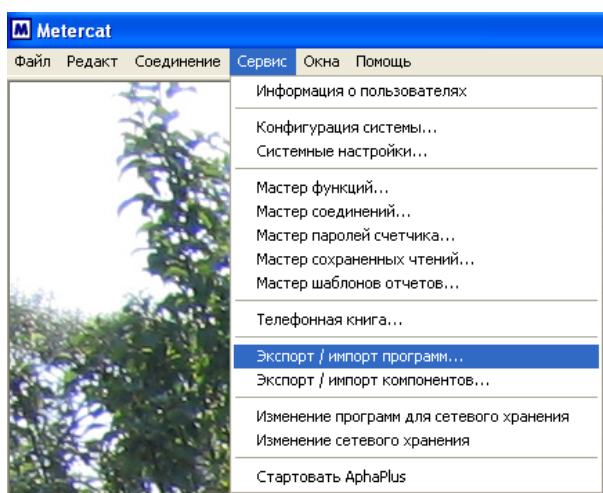 M Metercat
Файл Редакт Соединение Сервис Окна Помощь
Информация о пользователях
Конфигурация системы...
Системные настройки...
Мастер функций...
Мастер соединений...
Мастер паролей счетчика...
Мастер сохраненных чтений...
Мастер шаблонов отчетов...
Телефонная книга...
Экспорт / импорт программ...
Экспорт / импорт компонентов...
Изменение программ для сетевого хранения
Изменение сетевого хранения
Стартовать AphaPlus